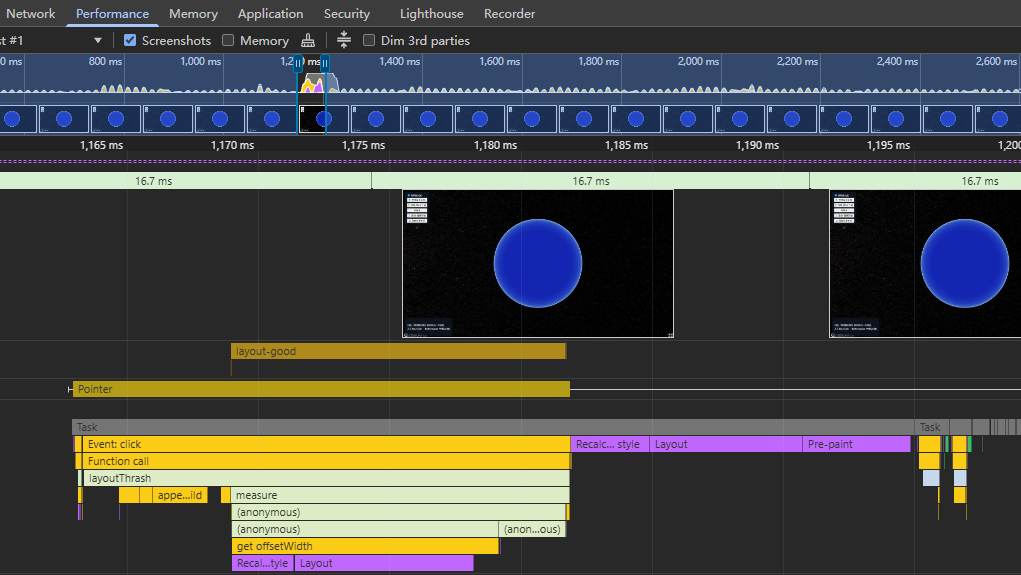 Network Performance Memory Application Security Lighthouse Recorder
st #1 Screenshots Memory Dim 3rd parties
0 ms 800 ms 1,000 ms 1,200 ms 1,400 ms 1,600 ms 1,800 ms 2,000 ms 2,200 ms 2,400 ms 2,600 ms
1,165 ms 1,170 ms 1,175 ms 1,180 ms 1,185 ms 1,190 ms 1,195 ms 1,200
16.7 ms 16.7 ms 16.7 ms
layout-good
Pointer
Task Task
Event: click Recalc... style Layout Pre-paint
Function call
layoutThrash
appe...ild measure
(anonymous)
(anonymous) (anon...ous)
get offsetWidth
Recal...tyle Layout